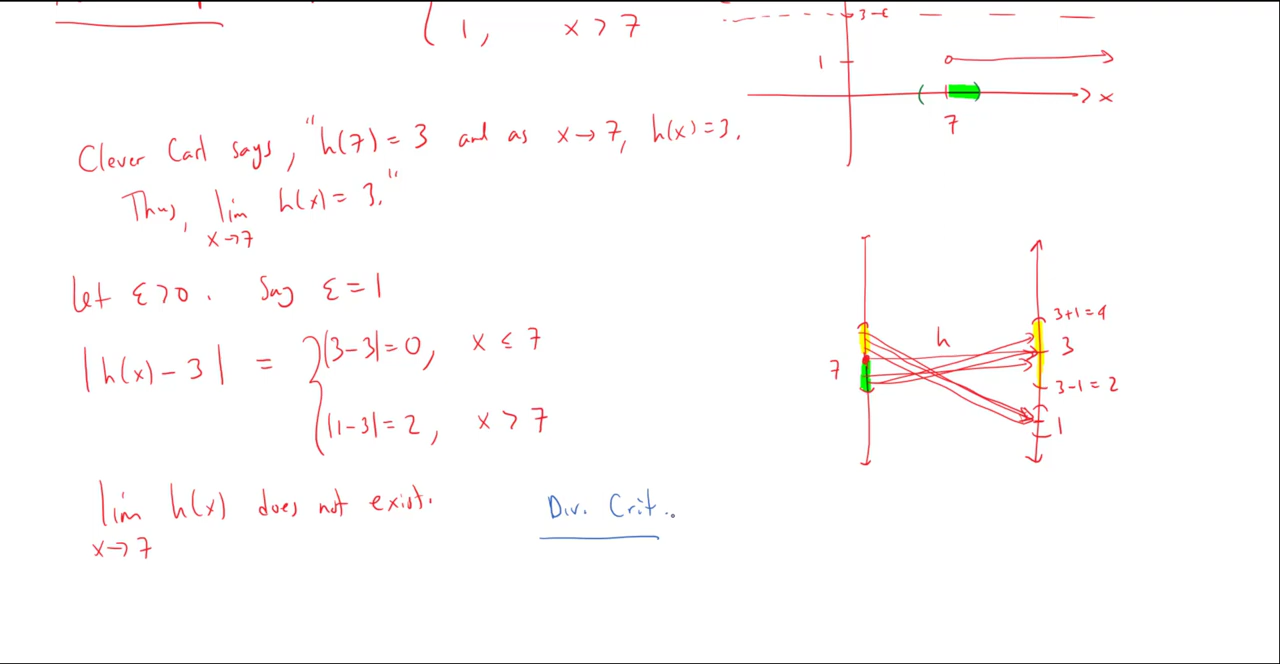 1, x > 7
3-ε
1
x
7
Clever Carl says, "h(7) = 3 and as x → 7, h(x) = 3.
Thus, lim h(x) = 3."
x→7
Let ε > 0. Say ε = 1
|h(x) - 3| = { |3-3| = 0, x ≤ 7
|1-3| = 2, x > 7
lim h(x) does not exist.
x→7
Div. Crit.
h
3+1=4
3
7
3-1=2
1